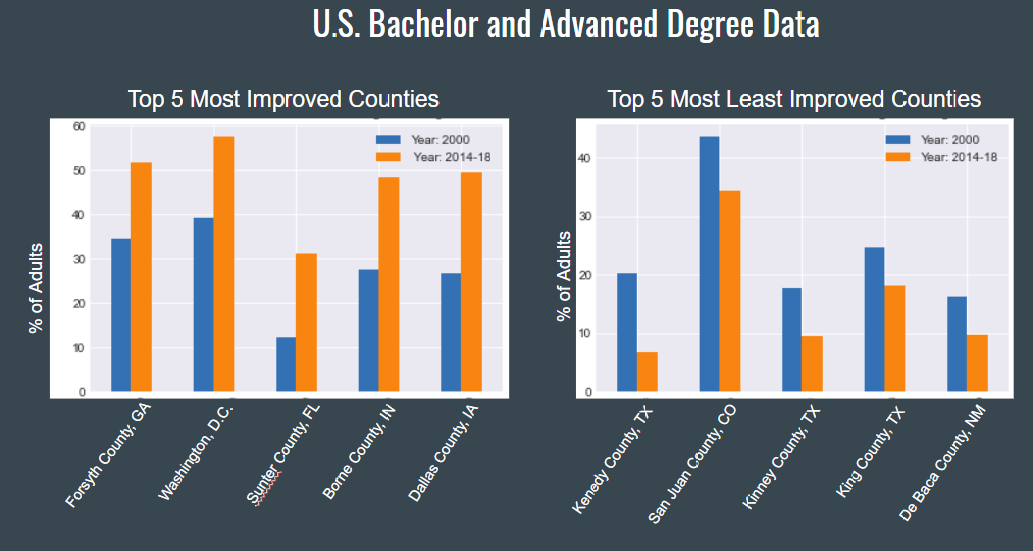 U.S. Bachelor and Advanced Degree Data
Top 5 Most Improved Counties
% of Adults
60
50
40
30
20
10
0
Year: 2000
Year: 2014-18
Forsyth County, GA
Washington, D.C.
Sunter County, FL
Borne County, IN
Dallas County, IA
Top 5 Most Least Improved Counties
% of Adults
40
30
20
10
0
Year: 2000
Year: 2014-18
Kenedy County, TX
San Juan County, CO
Kinney County, TX
King County, TX
De Baca County, NM